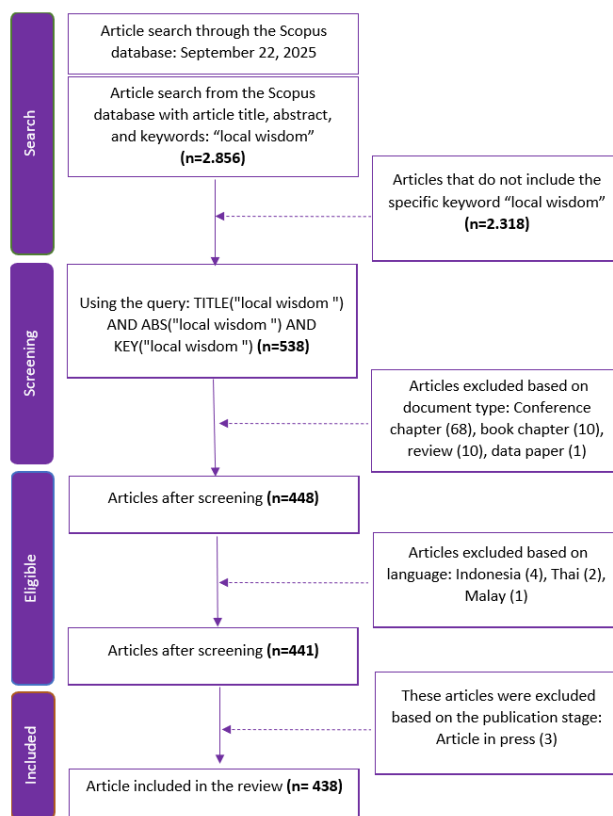 Search
Article search through the Scopus
database: September 22, 2025
Article search from the Scopus
database with article title, abstract,
and keywords: “local wisdom”
(n=2.856)
Articles that do not include the
specific keyword “local wisdom”
(n=2.318)
Screening
Using the query: TITLE("local wisdom ")
AND ABS("local wisdom ") AND
KEY("local wisdom ") (n=538)
Articles excluded based on
document type: Conference
chapter (68), book chapter (10),
review (10), data paper (1)
Eligible
Articles after screening (n=448)
Articles excluded based on
language: Indonesia (4), Thai (2),
Malay (1)
Articles after screening (n=441)
Included
These articles were excluded
based on the publication stage:
Article in press (3)
Article included in the review (n= 438)